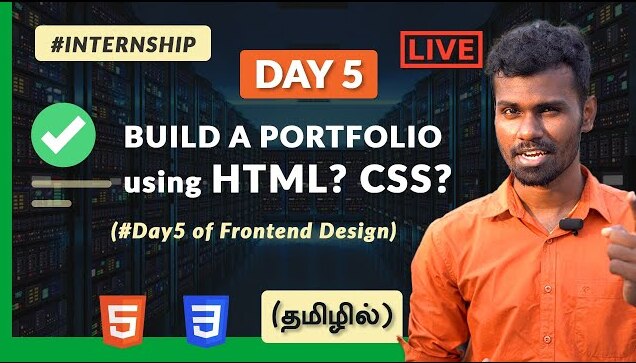 #INTERNSHIP
LIVE
DAY 5
BUILD A PORTFOLIO
using HTML? CSS?
(#Day5 of Frontend Design)
5
3
(தமிழில்)